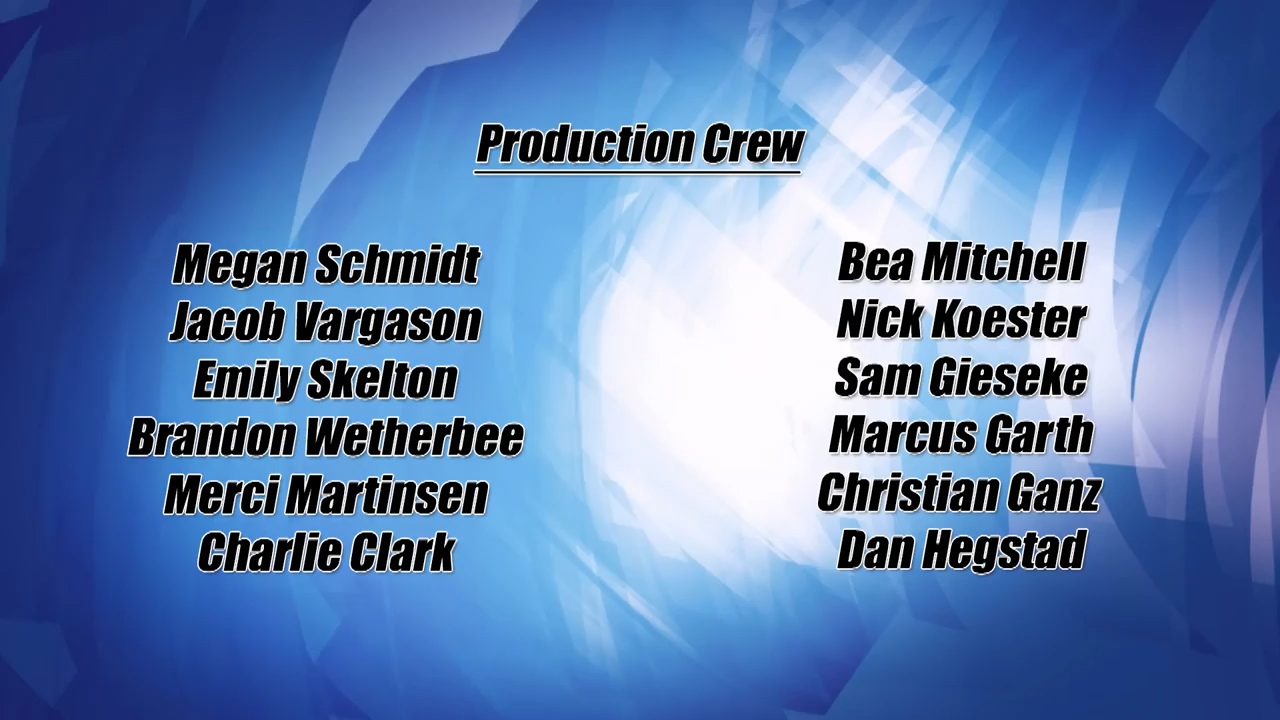 Production Crew
Megan Schmidt
Jacob Vargason
Emily Skelton
Brandon Wetherbee
Merci Martinsen
Charlie Clark
Bea Mitchell
Nick Koester
Sam Gieseke
Marcus Garth
Christian Ganz
Dan Hegstad